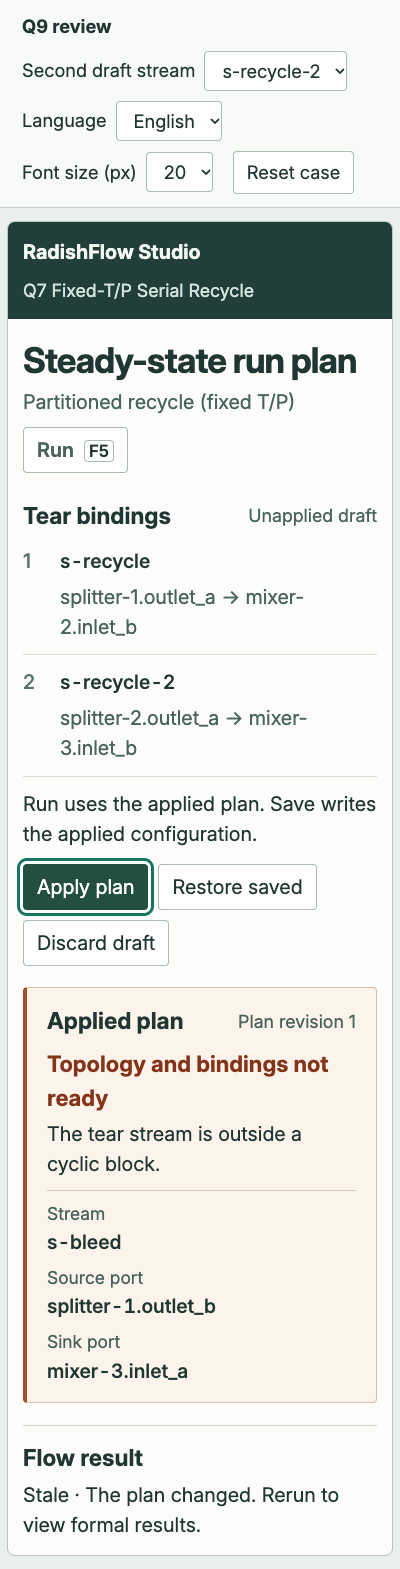 Q9 review
Second draft stream s-recycle-2
Language English
Font size (px) 20 Reset case
RadishFlow Studio
Q7 Fixed-T/P Serial Recycle
Steady-state run plan
Partitioned recycle (fixed T/P)
Run F5
Tear bindings Unapplied draft
1 s-recycle
splitter-1.outlet_a → mixer-
2.inlet_b
2 s-recycle-2
splitter-2.outlet_a → mixer-
3.inlet_b
Run uses the applied plan. Save writes
the applied configuration.
Apply plan Restore saved
Discard draft
Applied plan Plan revision 1
Topology and bindings not
ready
The tear stream is outside a
cyclic block.
Stream
s-bleed
Source port
splitter-1.outlet_b
Sink port
mixer-3.inlet_a
Flow result
Stale · The plan changed. Rerun to
view formal results.